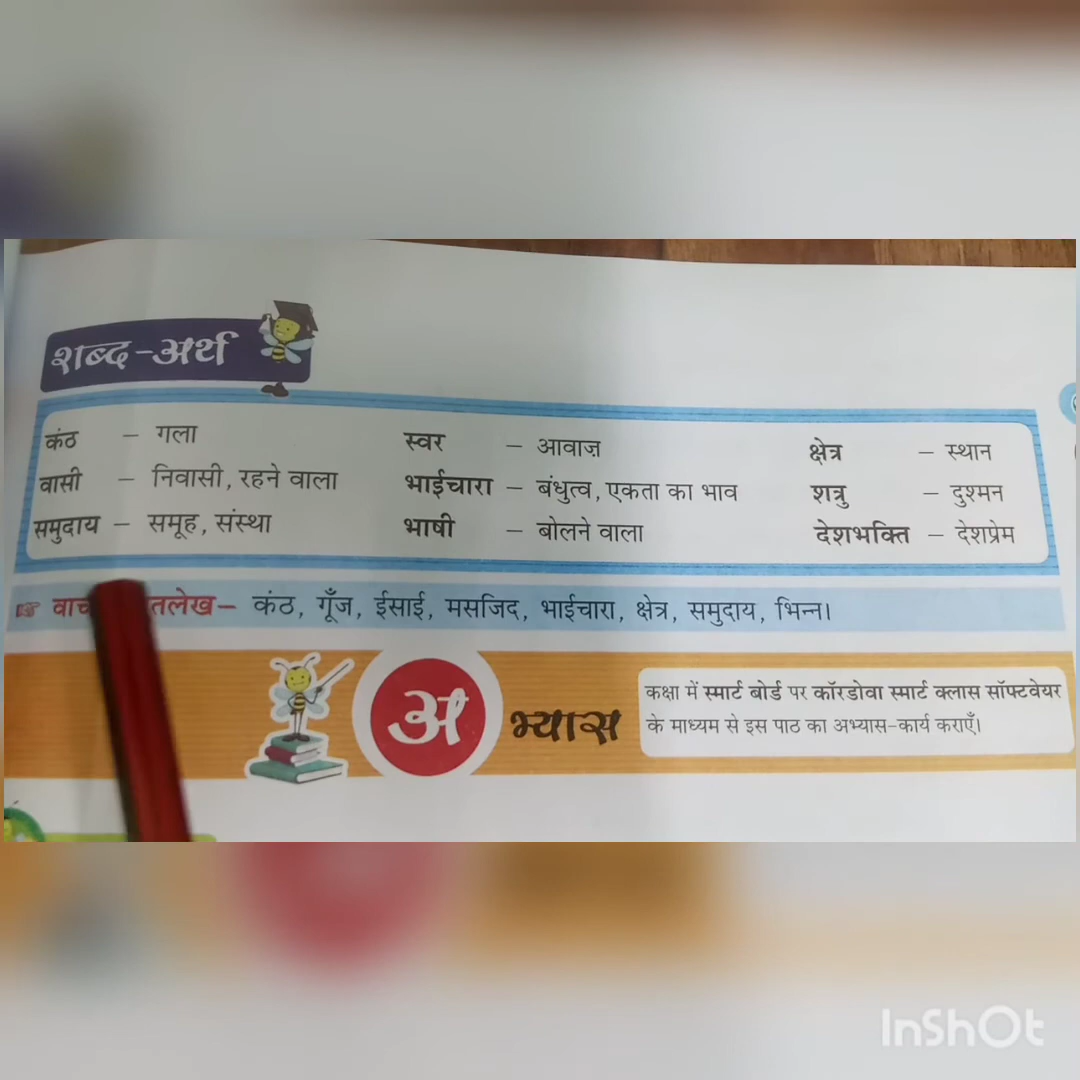 शब्द-अर्थ
कंठ – गला स्वर – आवाज़ क्षेत्र – स्थान
वासी – निवासी, रहने वाला भाईचारा – बंधुत्व, एकता का भाव शत्रु – दुश्मन
समुदाय – समूह, संस्था भाषी – बोलने वाला देशभक्ति – देशप्रेम
कंठ, गूँज, ईसाई, मसजिद, भाईचारा, क्षेत्र, समुदाय, भिन्न।
अभ्यास
कक्षा में स्मार्ट बोर्ड पर कॉरडोवा स्मार्ट क्लास सॉफ्टवेयर
के माध्यम से इस पाठ का अभ्यास-कार्य कराएँ।
InShOt